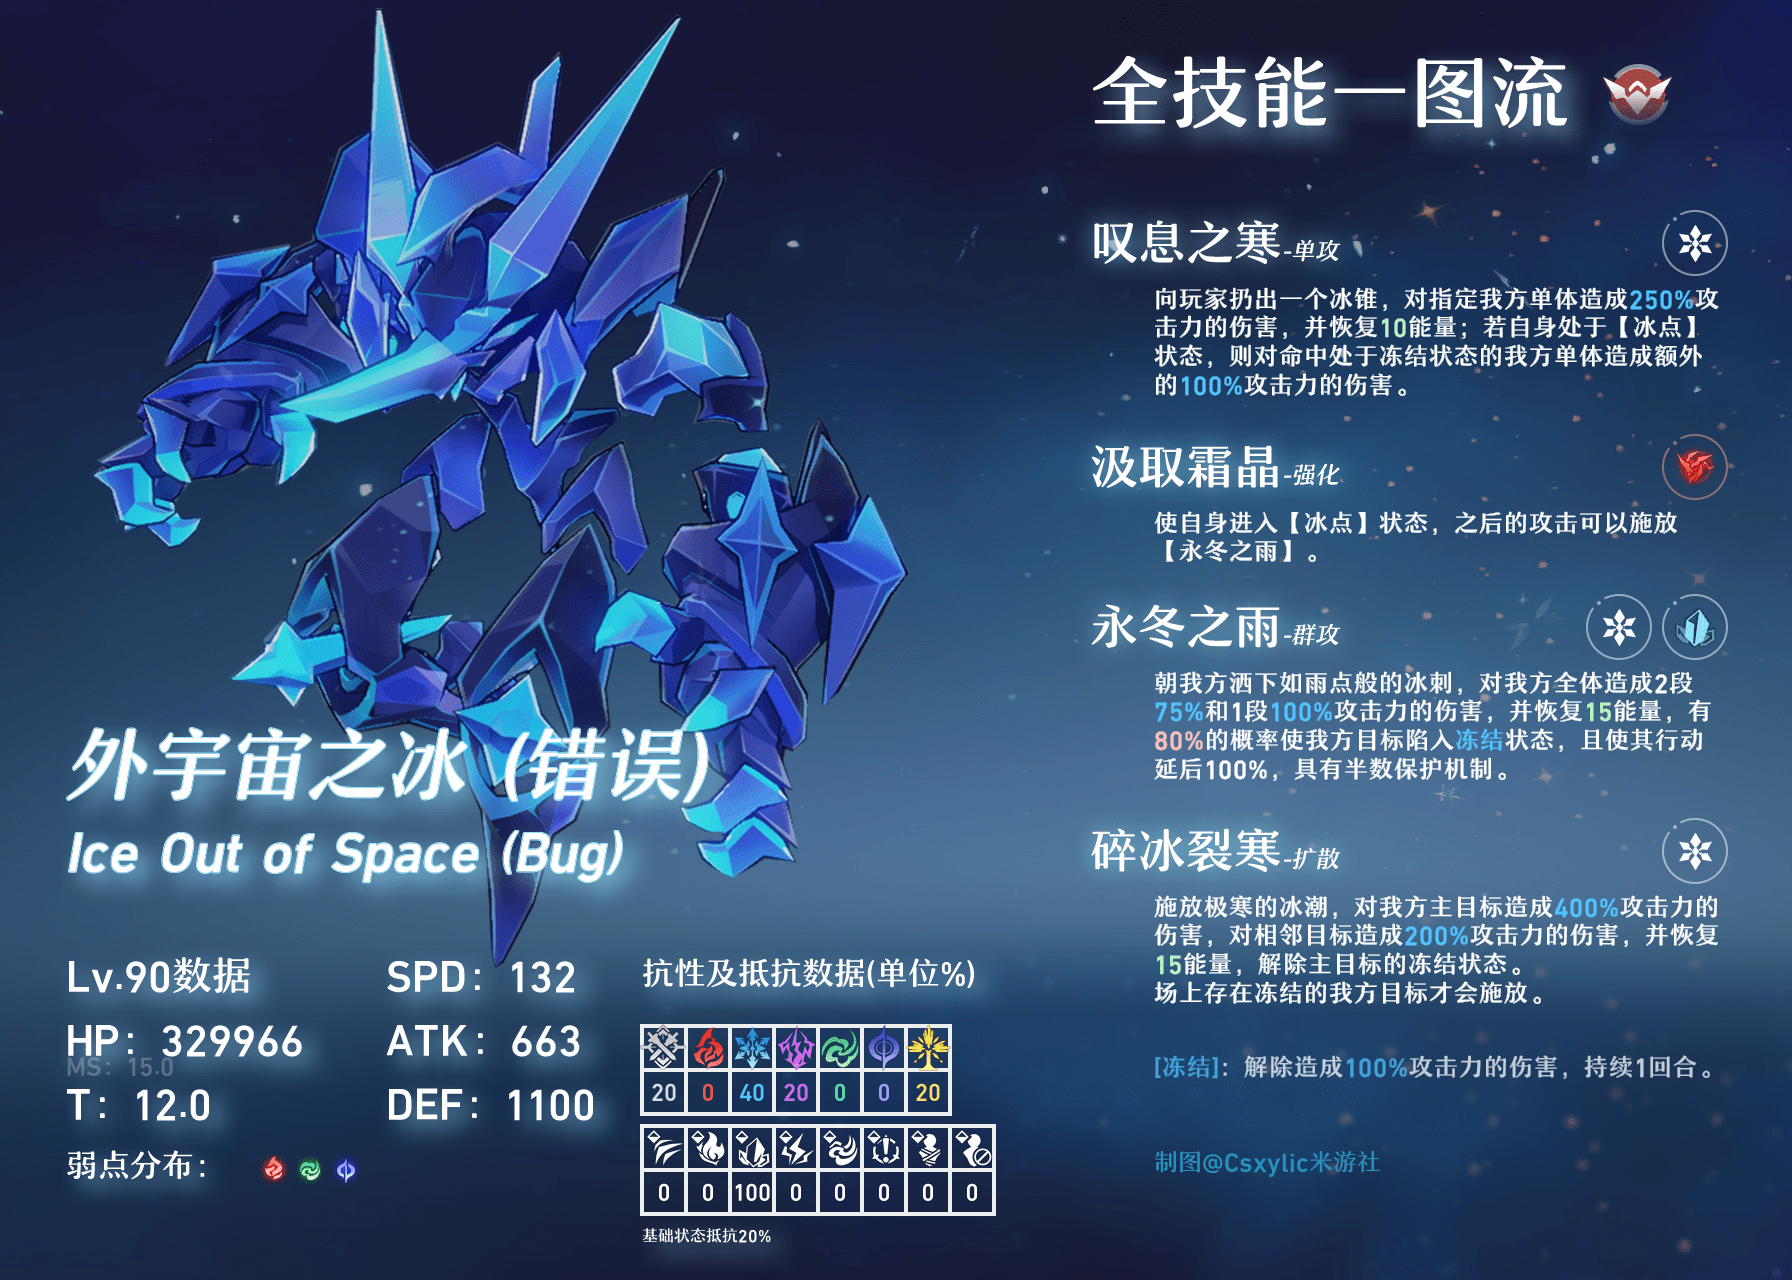 全技能一图流
叹息之寒-单攻
向玩家扔出一个冰锥，对指定我方单体造成250%攻
击力的伤害，并恢复10能量；若自身处于【冰点】
状态，则对命中处于冻结状态的我方单体造成额外
的100%攻击力的伤害。
汲取霜晶-强化
使自身进入【冰点】状态，之后的攻击可以施放
【永冬之雨】。
永冬之雨-群攻
朝我方洒下如雨点般的冰刺，对我方全体造成2段
75%和1段100%攻击力的伤害，并恢复15能量，有
80%的概率使我方目标陷入冻结状态，且使其行动
延后100%，具有半数保护机制。
碎冰裂寒-扩散
施放极寒的冰潮，对我方主目标造成400%攻击力的
伤害，对相邻目标造成200%攻击力的伤害，并恢复
15能量，解除主目标的冻结状态。
场上存在冻结的我方目标才会施放。
[冻结]：解除造成100%攻击力的伤害，持续1回合。
制图@Csxylic米游社
外宇宙之冰 (错误)
Ice Out of Space (Bug)
Lv.90数据
SPD：132
HP：329966
ATK：663
MS：15.0
T：12.0
DEF：1100
弱点分布：
抗性及抵抗数据(单位%)
20 0 40 20 0 0 20
0 0 100 0 0 0 0 0
基础状态抵抗20%